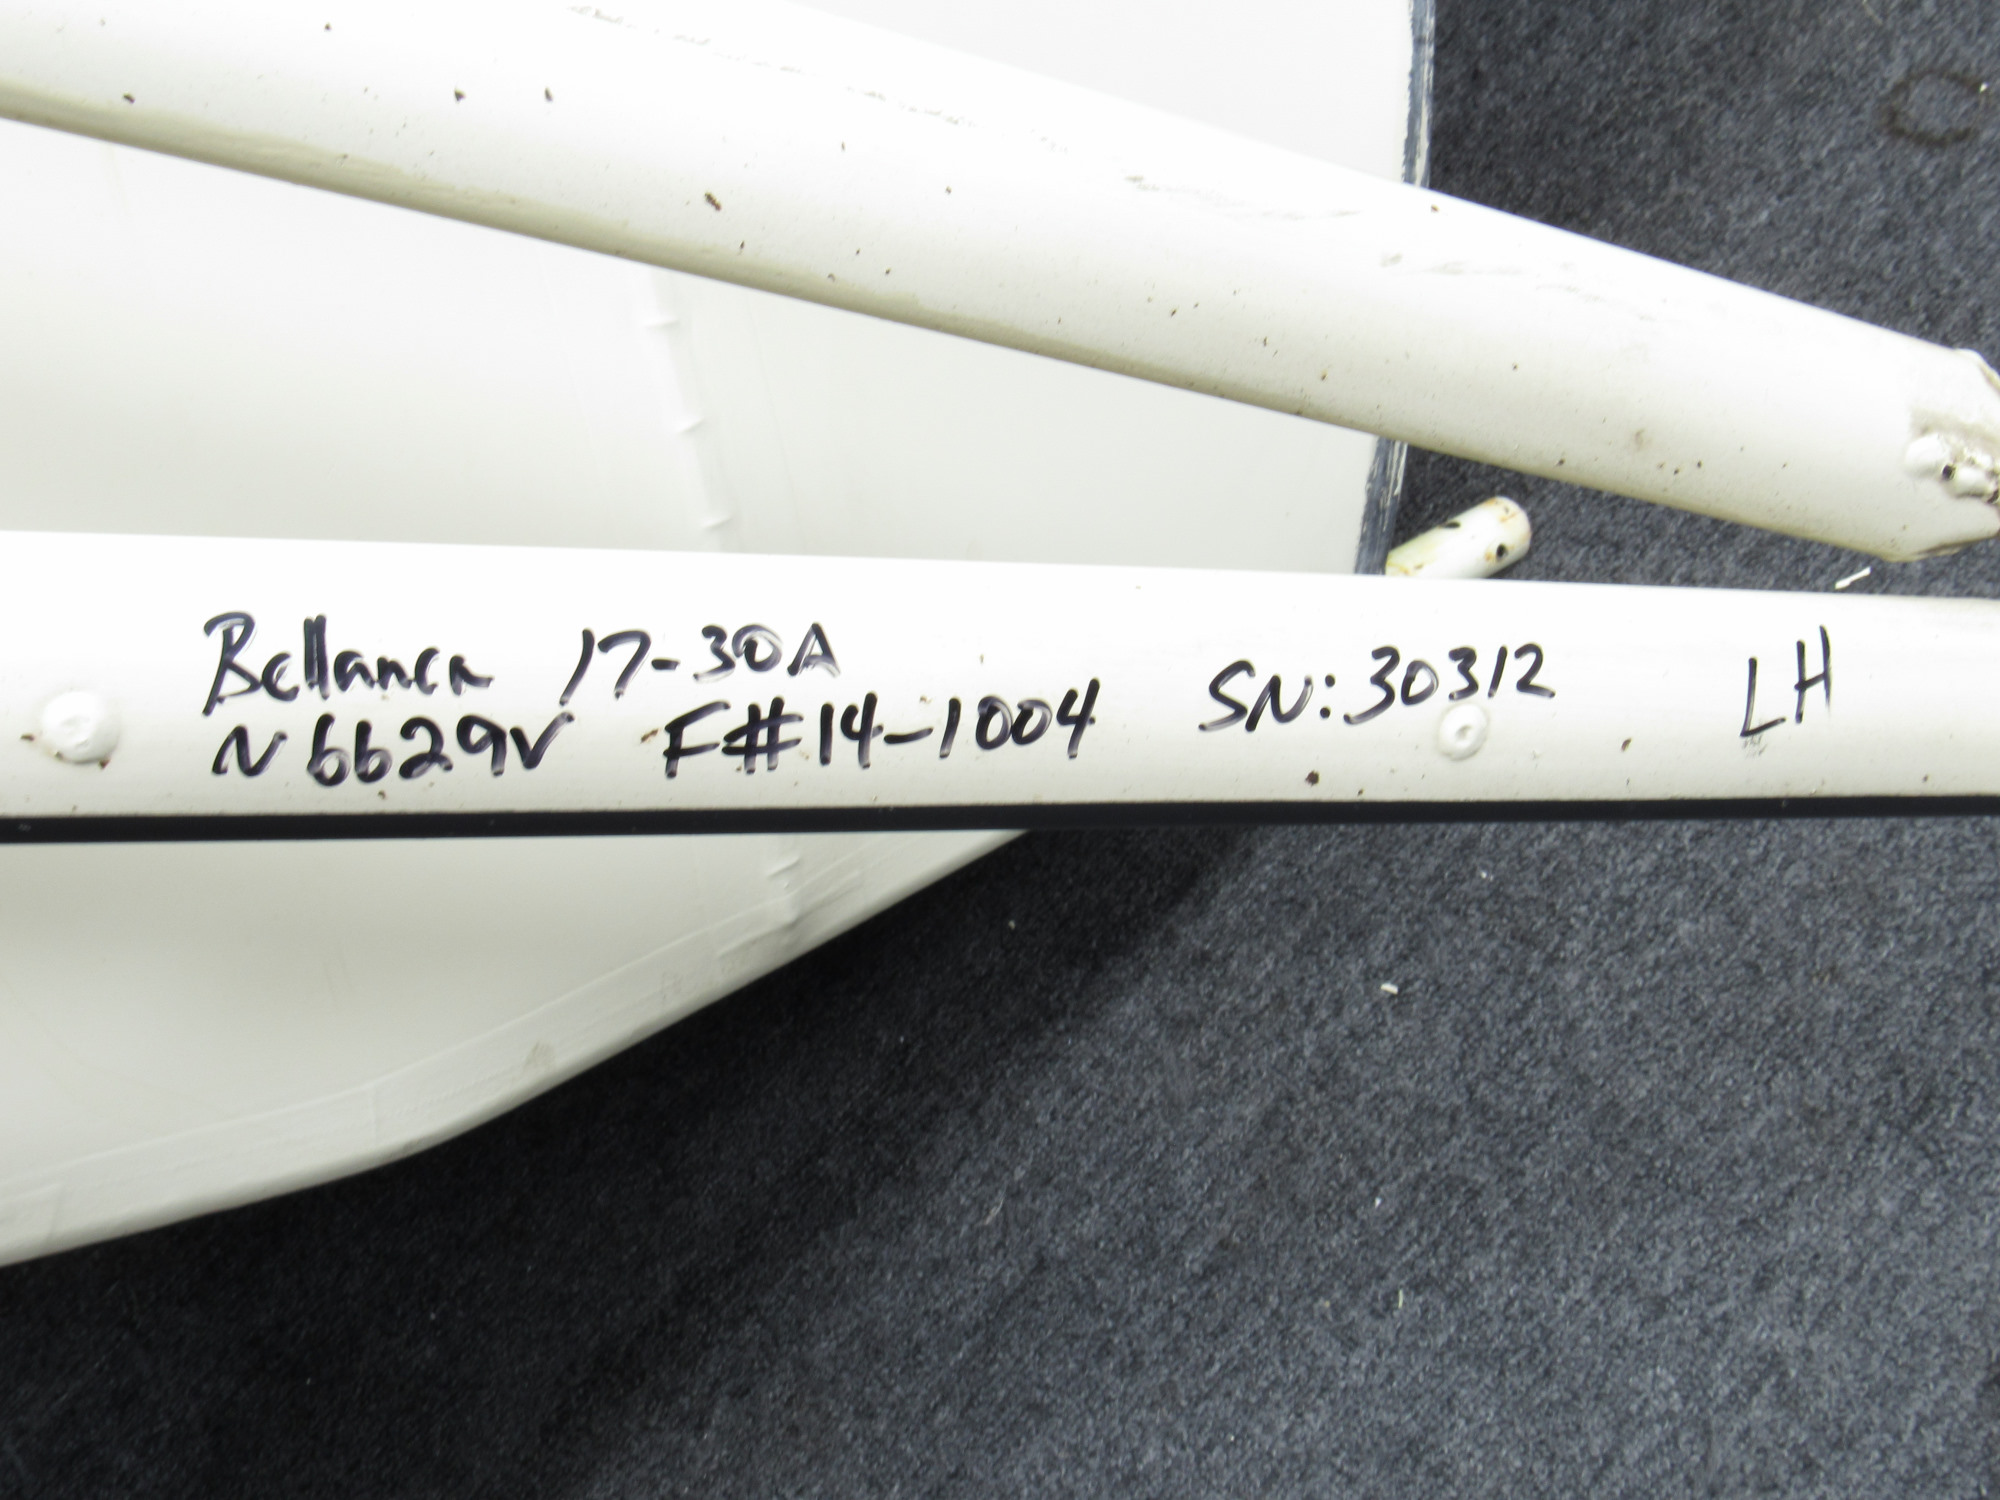 Bellanca 17-30A SN: 30312 LH
N6629V F#14-1004